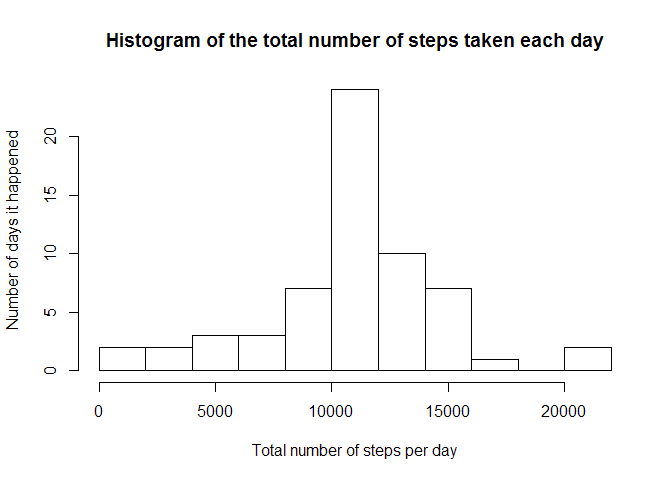 Histogram of the total number of steps taken each day
Number of days it happened
20
15
10
5
0
0 5000 10000 15000 20000
Total number of steps per day